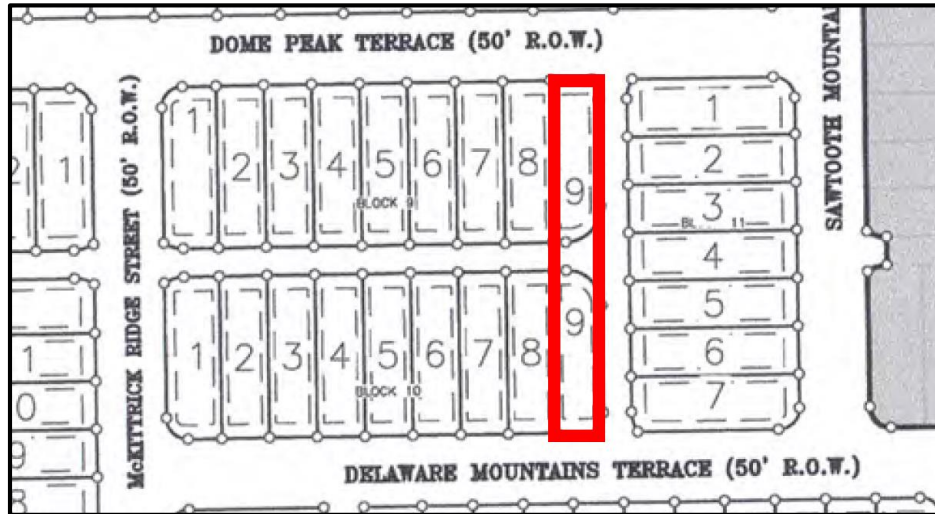 DOME PEAK TERRACE (50' R.O.W.)
SAWTOOTH MOUNTA
McKITTRICK RIDGE STREET (50' R.O.W.)
1
1 2 3 4 5 6 7 8 9
BLOCK 9
1
2
3
BL 11
4
5
6
7
1 2 3 4 5 6 7 8 9
BLOCK 10
1
0
9
DELAWARE MOUNTAINS TERRACE (50' R.O.W.)